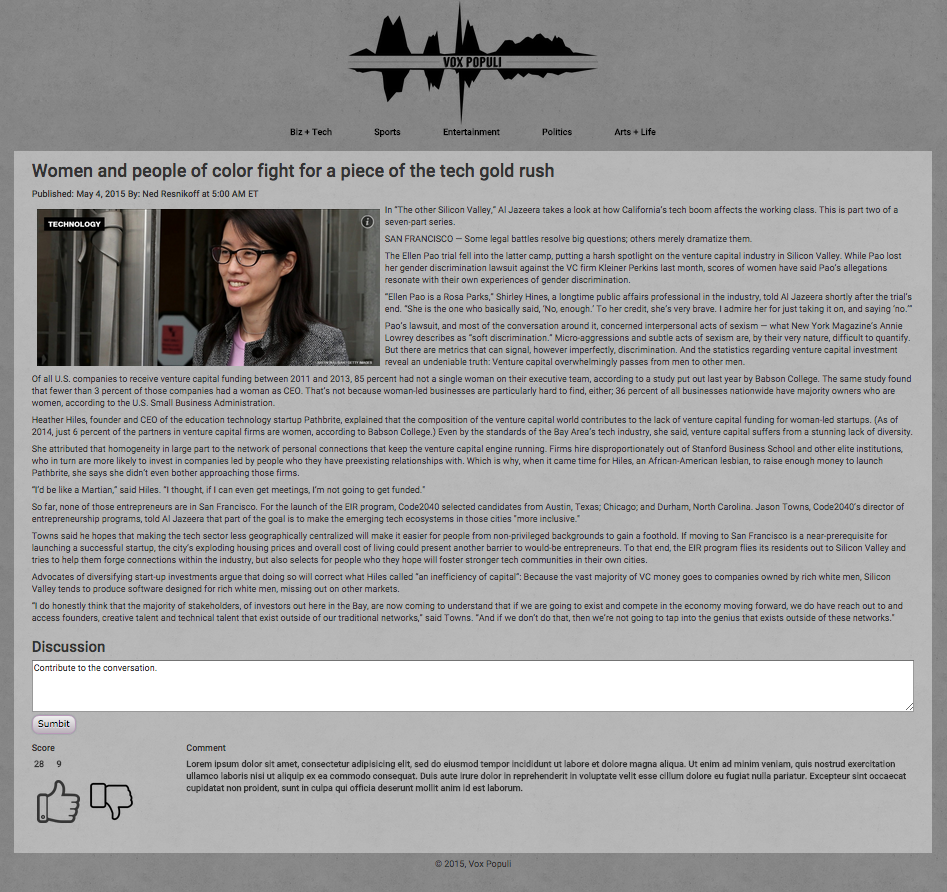 VOX POPULI
Biz + Tech Sports Entertainment Politics Arts + Life
Women and people of color fight for a piece of the tech gold rush
Published: May 4, 2015 By: Ned Resnikoff at 5:00 AM ET
TECHNOLOGY
In “The other Silicon Valley,” Al Jazeera takes a look at how California’s tech boom affects the working class. This is part two of a
seven-part series.
SAN FRANCISCO — Some legal battles resolve big questions; others merely dramatize them.
The Ellen Pao trial fell into the latter camp, putting a harsh spotlight on the venture capital industry in Silicon Valley. While Pao lost
her gender discrimination lawsuit against the VC firm Kleiner Perkins last month, scores of women have said Pao’s allegations
resonate with their own experiences of gender discrimination.
“Ellen Pao is a Rosa Parks,” Shirley Hines, a longtime public affairs professional in the industry, told Al Jazeera shortly after the trial’s
end. “She is the one who basically said, ‘No, enough.’ To her credit, she’s very brave. I admire her for just taking it on, and saying ‘no.’”
Pao’s lawsuit, and most of the conversation around it, concerned interpersonal acts of sexism — what New York Magazine’s Annie
Lowrey describes as “soft discrimination.” Micro-aggressions and subtle acts of sexism are, by their very nature, difficult to quantify.
But there are metrics that can signal, however imperfectly, discrimination. And the statistics regarding venture capital investment
reveal an undeniable truth: Venture capital overwhelmingly passes from men to other men.
Of all U.S. companies to receive venture capital funding between 2011 and 2013, 85 percent had not a single woman on their executive team, according to a study put out last year by Babson College. The same study found
that fewer than 3 percent of those companies had a woman as CEO. That’s not because woman-led businesses are particularly hard to find, either; 36 percent of all businesses nationwide have majority owners who are
women, according to the U.S. Small Business Administration.
Heather Hiles, founder and CEO of the education technology startup Pathbrite, explained that the composition of the venture capital world contributes to the lack of venture capital funding for woman-led startups. (As of
2014, just 6 percent of the partners in venture capital firms are women, according to Babson College.) Even by the standards of the Bay Area’s tech industry, she said, venture capital suffers from a stunning lack of diversity.
She attributed that homogeneity in large part to the network of personal connections that keep the venture capital engine running. Firms hire disproportionately out of Stanford Business School and other elite institutions,
who in turn are more likely to invest in companies led by people who they have preexisting relationships with. Which is why, when it came time for Hiles, an African-American lesbian, to raise enough money to launch
Pathbrite, she says she didn’t even bother approaching those firms.
“I’d be like a Martian,” said Hiles. “I thought, if I can even get meetings, I’m not going to get funded.”
So far, none of those entrepreneurs are in San Francisco. For the launch of the EIR program, Code2040 selected candidates from Austin, Texas; Chicago; and Durham, North Carolina. Jason Towns, Code2040’s director of
entrepreneurship programs, told Al Jazeera that part of the goal is to make the emerging tech ecosystems in those cities “more inclusive.”
Towns said he hopes that making the tech sector less geographically centralized will make it easier for people from non-privileged backgrounds to gain a foothold. If moving to San Francisco is a near-prerequisite for
launching a successful startup, the city’s exploding housing prices and overall cost of living could present another barrier to would-be entrepreneurs. To that end, the EIR program flies its residents out to Silicon Valley and
tries to help them forge connections within the industry, but also selects for people who they hope will foster stronger tech communities in their own cities.
Advocates of diversifying start-up investments argue that doing so will correct what Hiles called “an inefficiency of capital”: Because the vast majority of VC money goes to companies owned by rich white men, Silicon
Valley tends to produce software designed for rich white men, missing out on other markets.
“I do honestly think that the majority of stakeholders, of investors out here in the Bay, are now coming to understand that if we are going to exist and compete in the economy moving forward, we do have reach out to and
access founders, creative talent and technical talent that exist outside of our traditional networks,” said Towns. “And if we don’t do that, then we’re not going to tap into the genius that exists outside of these networks.”
Discussion
Contribute to the conversation.
Sumbit
Score Comment
28 9 Lorem ipsum dolor sit amet, consectetur adipisicing elit, sed do eiusmod tempor incididunt ut labore et dolore magna aliqua. Ut enim ad minim veniam, quis nostrud exercitation
ullamco laboris nisi ut aliquip ex ea commodo consequat. Duis aute irure dolor in reprehenderit in voluptate velit esse cillum dolore eu fugiat nulla pariatur. Excepteur sint occaecat
cupidatat non proident, sunt in culpa qui officia deserunt mollit anim id est laborum.
© 2015, Vox Populi